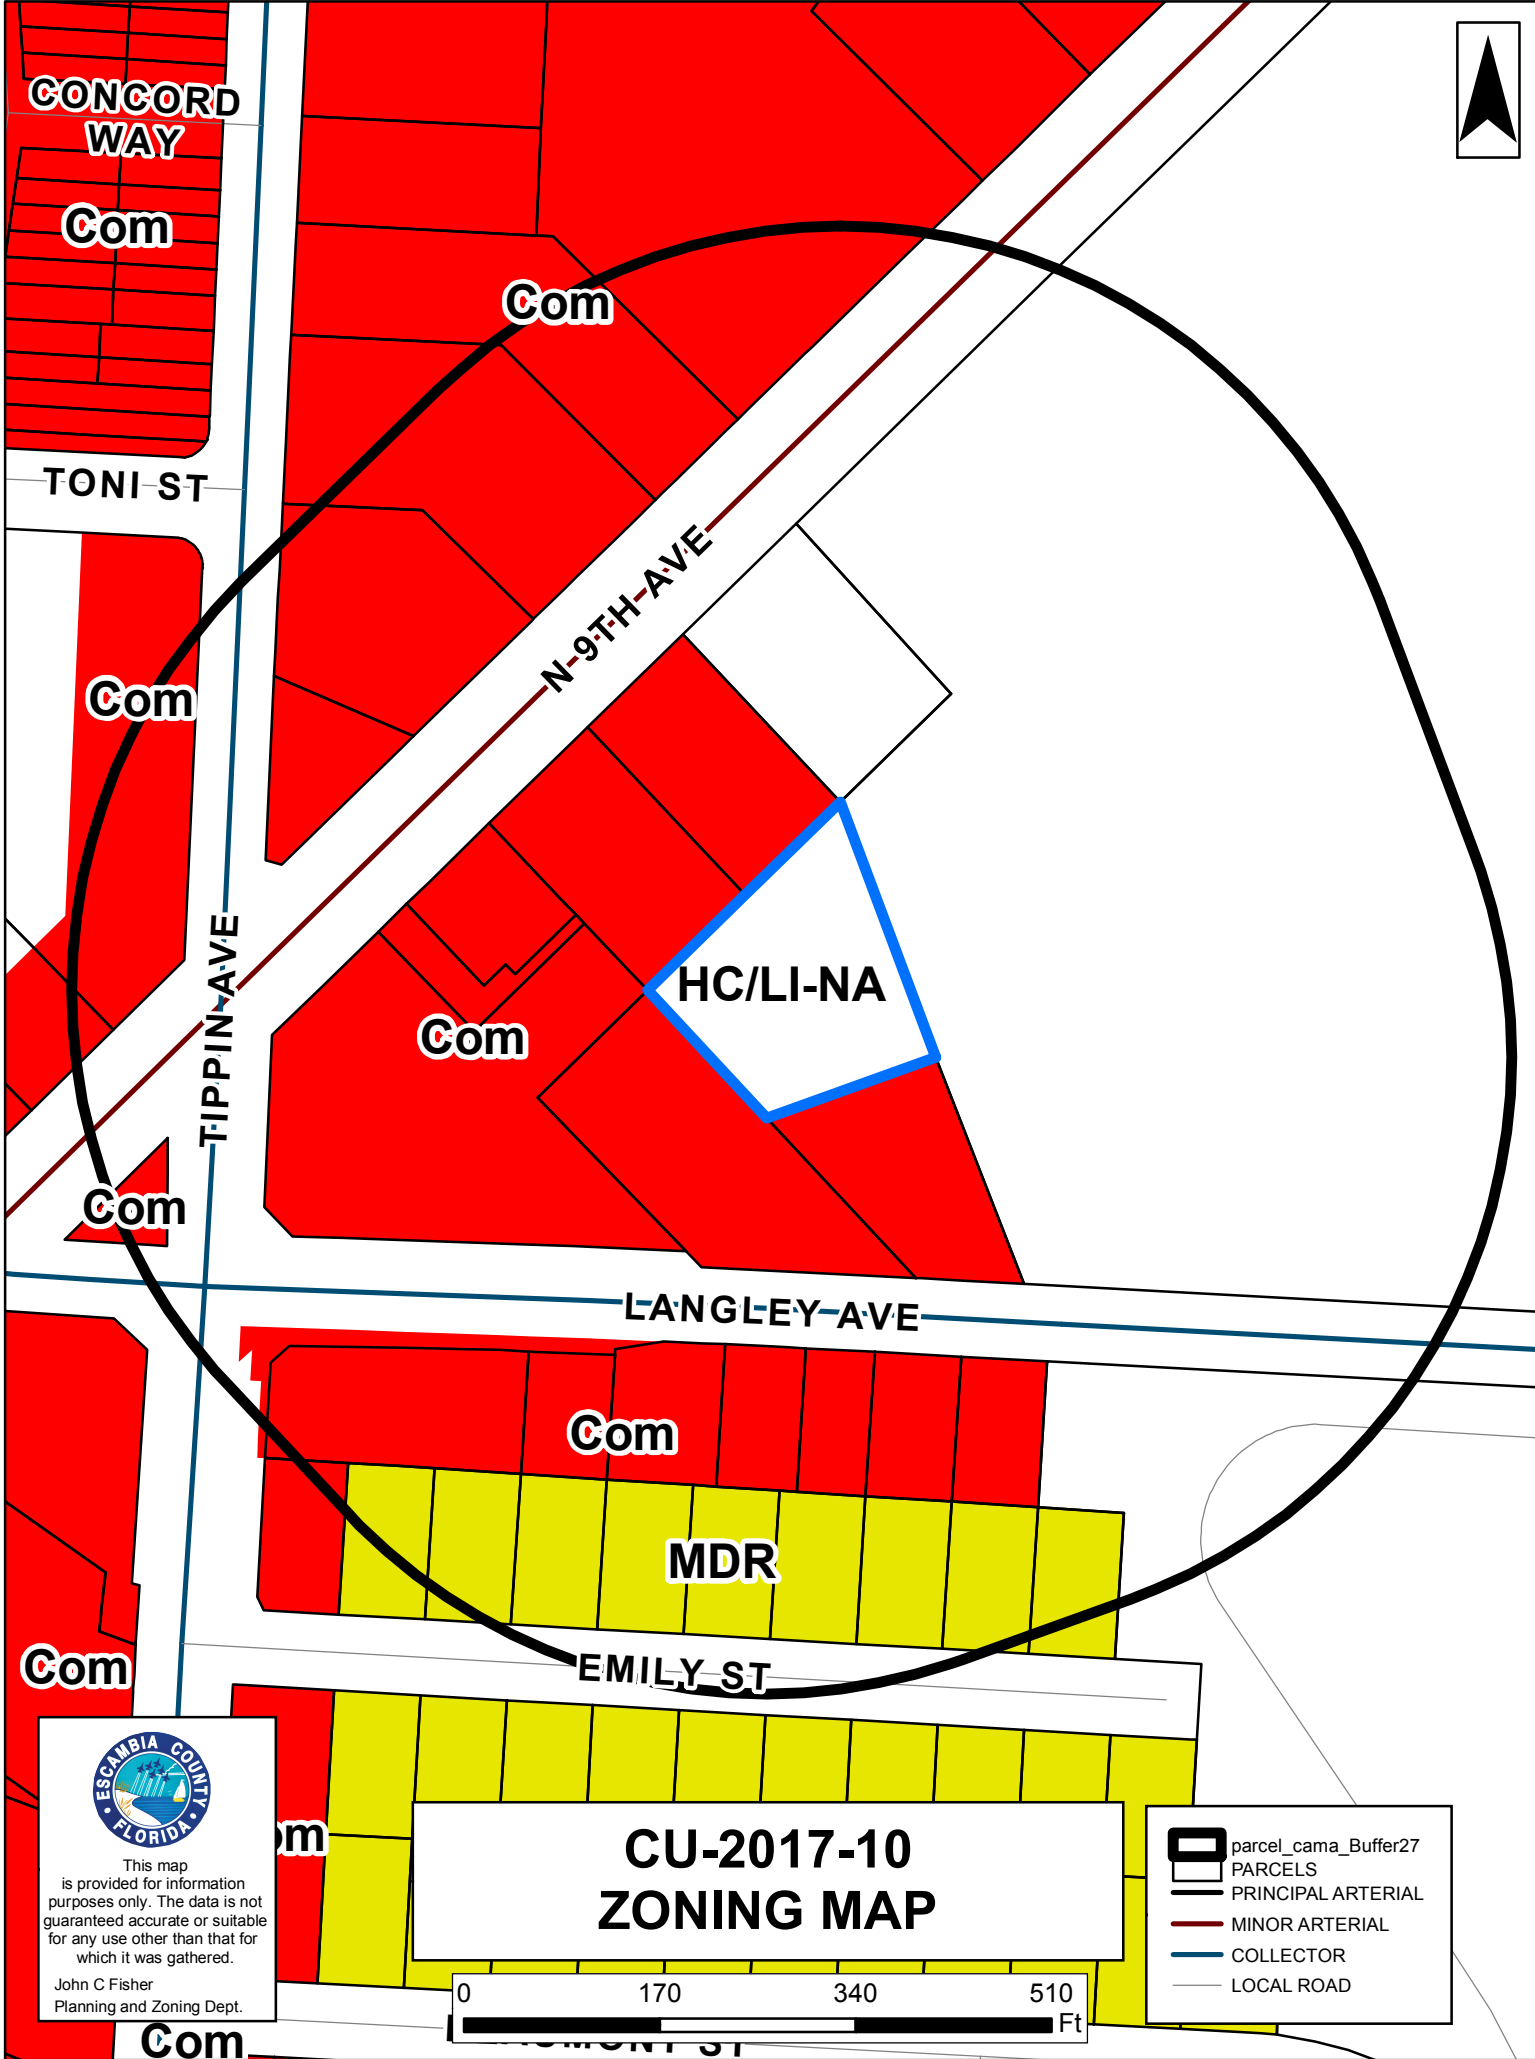 CONCORD
WAY
Com
Com
TONI ST
N 9TH AVE
Com
TIPPIN AVE
HC/LI-NA
Com
Com
LANGLEY AVE
Com
MDR
EMILY ST
Com
ESCAMBIA COUNTY
FLORIDA
This map
is provided for information
purposes only. The data is not
guaranteed accurate or suitable
for any use other than that for
which it was gathered.
John C Fisher
Planning and Zoning Dept.
CU-2017-10
ZONING MAP
parcel_cama_Buffer27
PARCELS
PRINCIPAL ARTERIAL
MINOR ARTERIAL
COLLECTOR
LOCAL ROAD
0 170 340 510
Ft
Com
ST